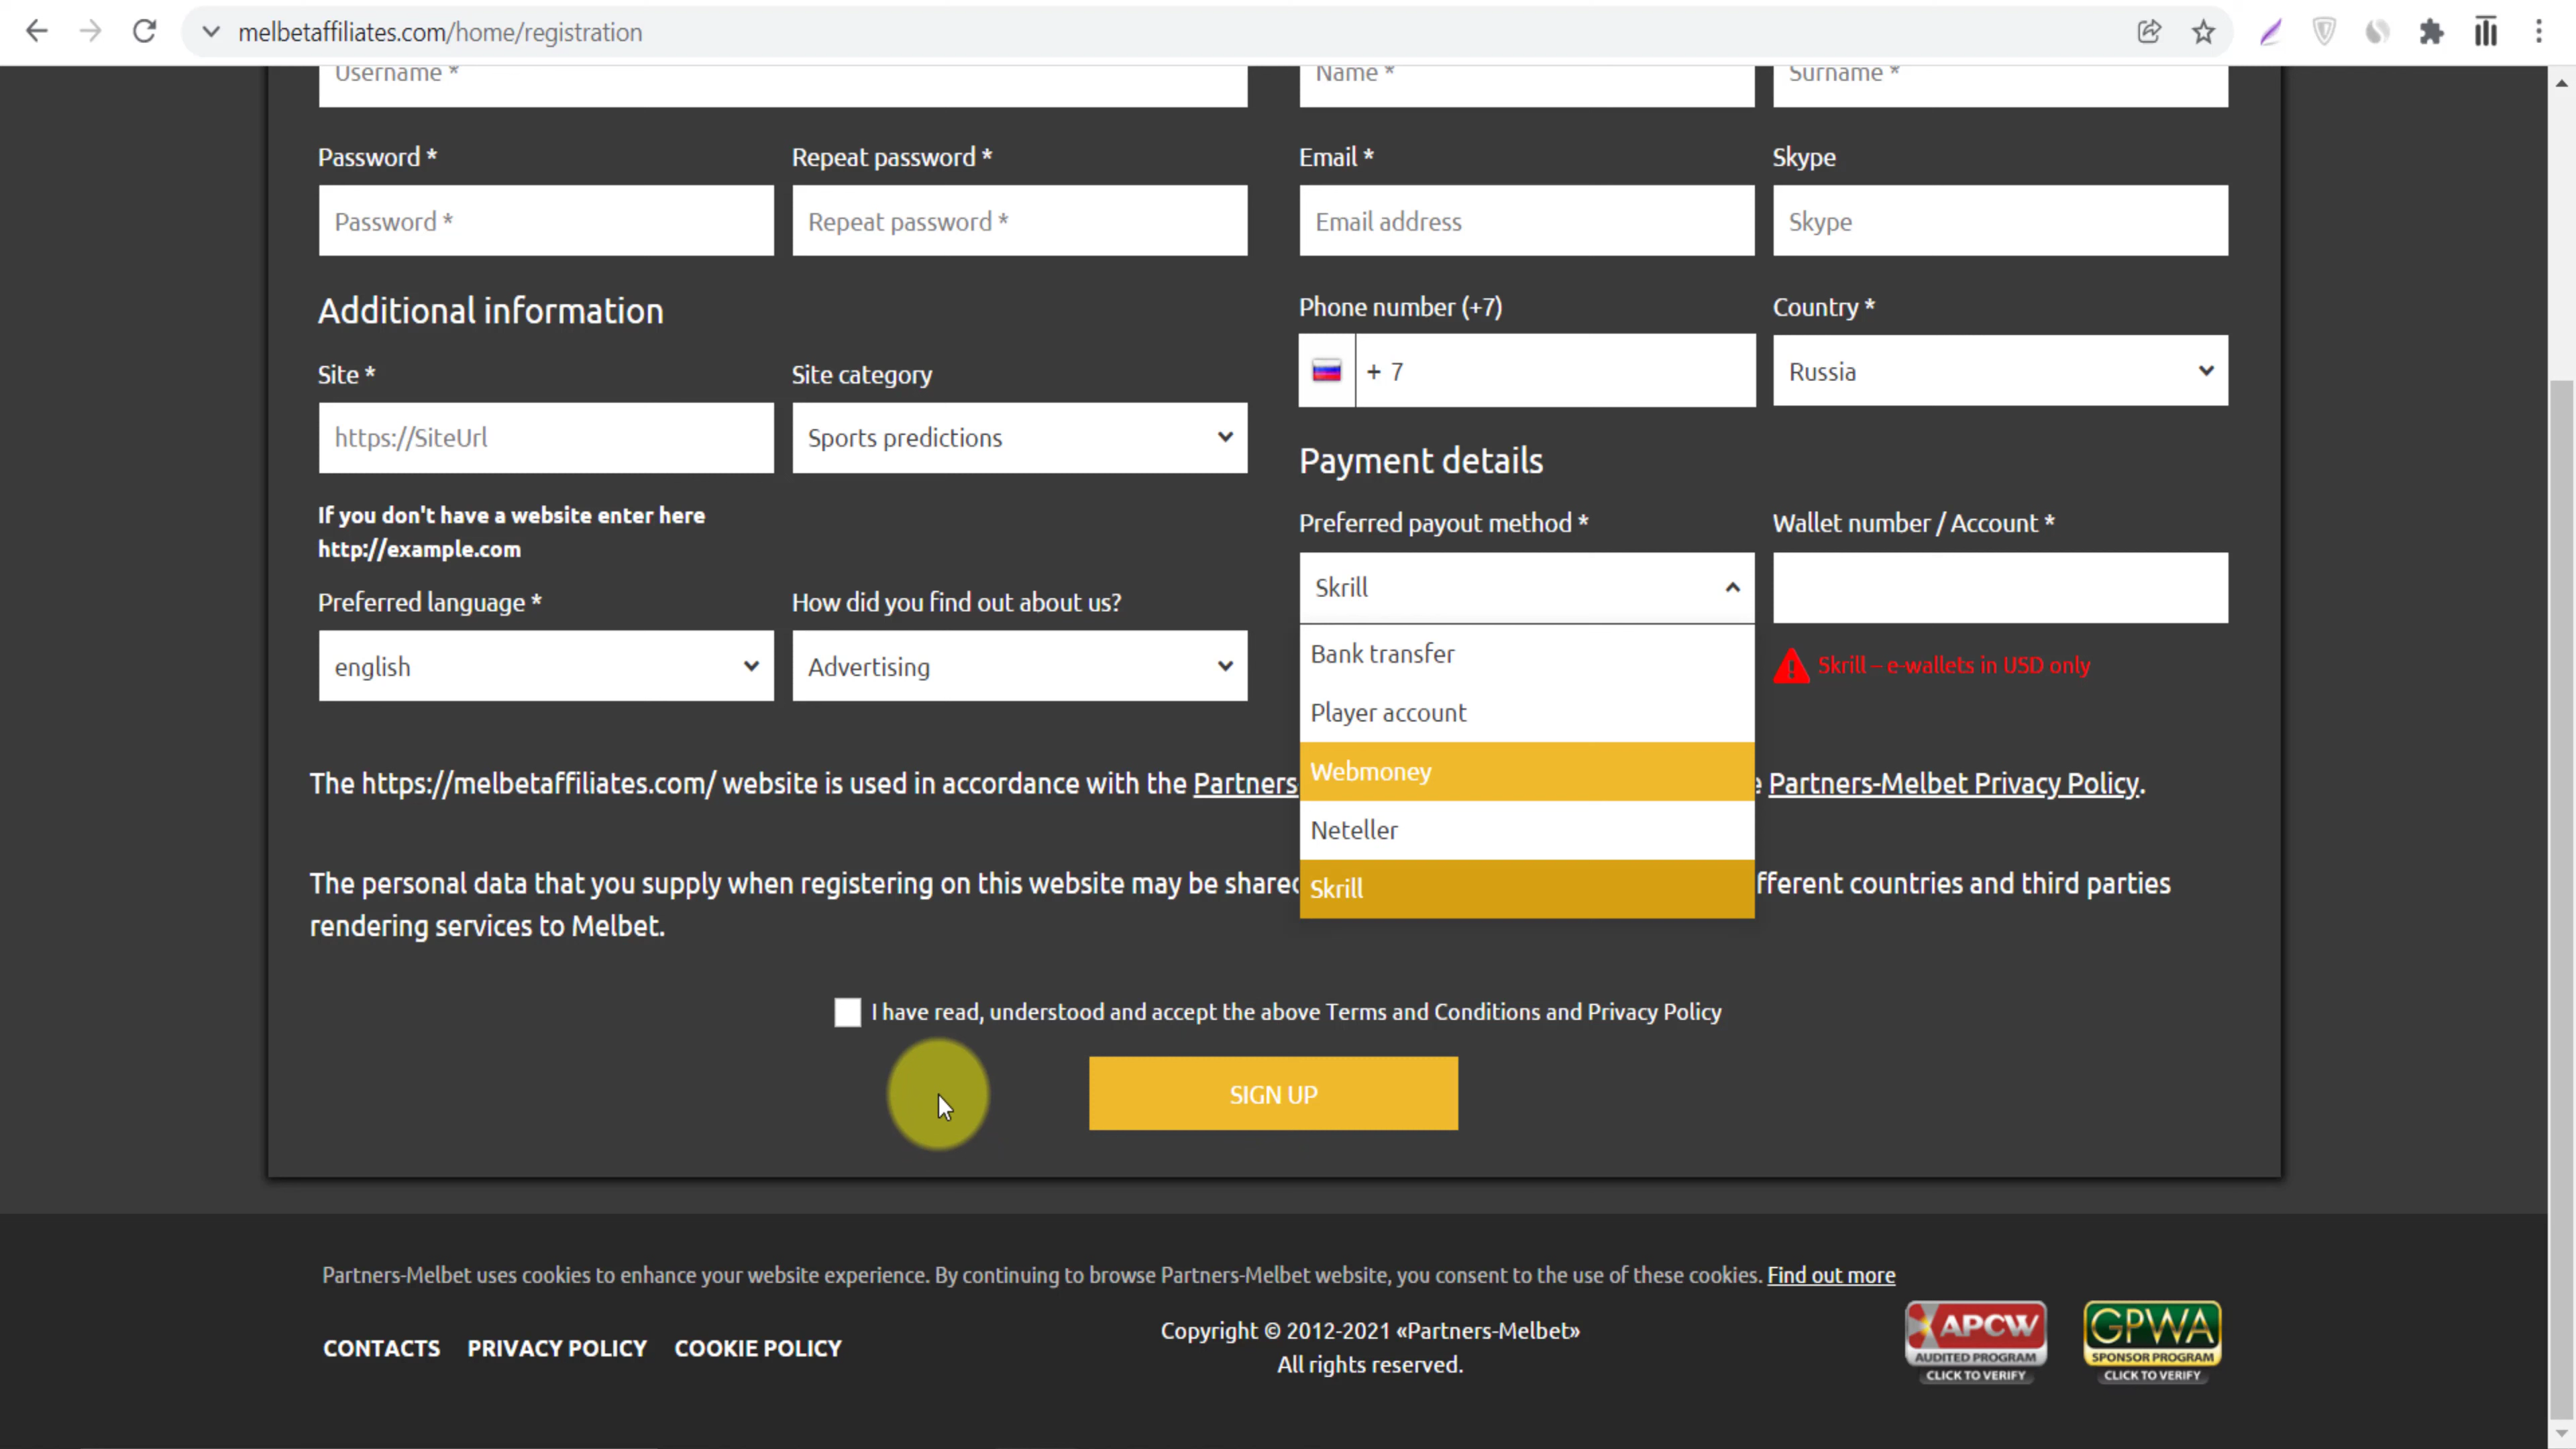 melbetaffiliates.com/home/registration
Username *
Name *
Surname *
Password *
Repeat password *
Email *
Skype
Password *
Repeat password *
Email address
Skype
Additional information
Phone number (+7)
Country *
+ 7
Russia
Site *
Site category
https://SiteUrl
Sports predictions
Payment details
If you don't have a website enter here
http://example.com
Preferred payout method *
Wallet number / Account *
Skrill
Preferred language *
How did you find out about us?
english
Advertising
Bank transfer
Player account
Webmoney
Neteller
Skrill
Skrill – e-wallets in USD only
The https://melbetaffiliates.com/ website is used in accordance with the Partners- Partners-Melbet Privacy Policy.
The personal data that you supply when registering on this website may be countries and third parties
rendering services to Melbet.
I have read, understood and accept the above Terms and Conditions and Privacy Policy
SIGN UP
Partners-Melbet uses cookies to enhance your website experience. By continuing to browse Partners-Melbet website, you consent to the use of these cookies. Find out more
CONTACTS
PRIVACY POLICY
COOKIE POLICY
Copyright © 2012-2021 «Partners-Melbet»
All rights reserved.
APCW
AUDITED PROGRAM
CLICK TO VERIFY
GPWA
SPONSOR PROGRAM
CLICK TO VERIFY